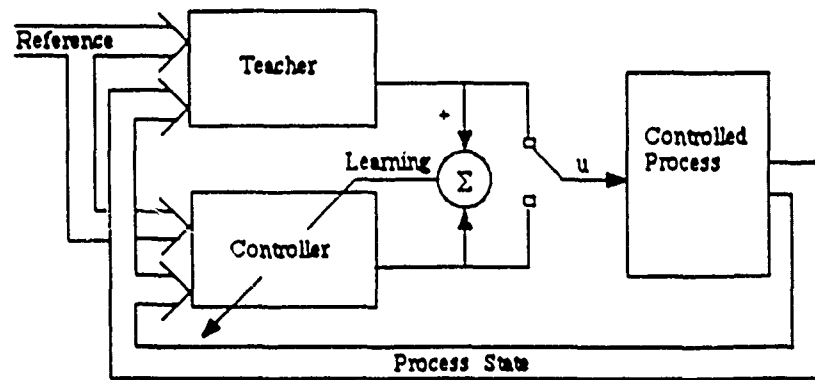 Reference
Teacher
+
Learning
Σ
u
Controlled
Process
Controller
Process State